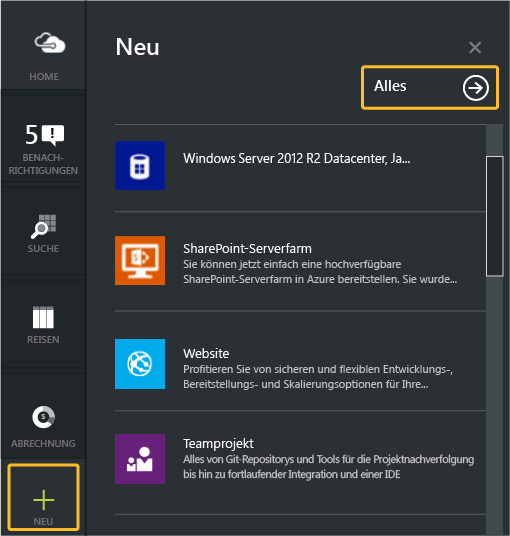 HOME
5
BENACH-
RICHTIGUNGEN
SUCHE
REISEN
ABRECHNUNG
NEU
Neu
Alles
Windows Server 2012 R2 Datacenter, Ja...
SharePoint-Serverfarm
Sie können jetzt einfach eine hochverfügbare
SharePoint-Serverfarm in Azure bereitstellen. Sie wurde...
Website
Profitieren Sie von sicheren und flexiblen Entwicklungs-,
Bereitstellungs- und Skalierungsoptionen für Ihre...
Teamprojekt
Alles von Git-Repositorys und Tools für die Projektnachverfolgung
bis hin zu fortlaufender Integration und einer IDE